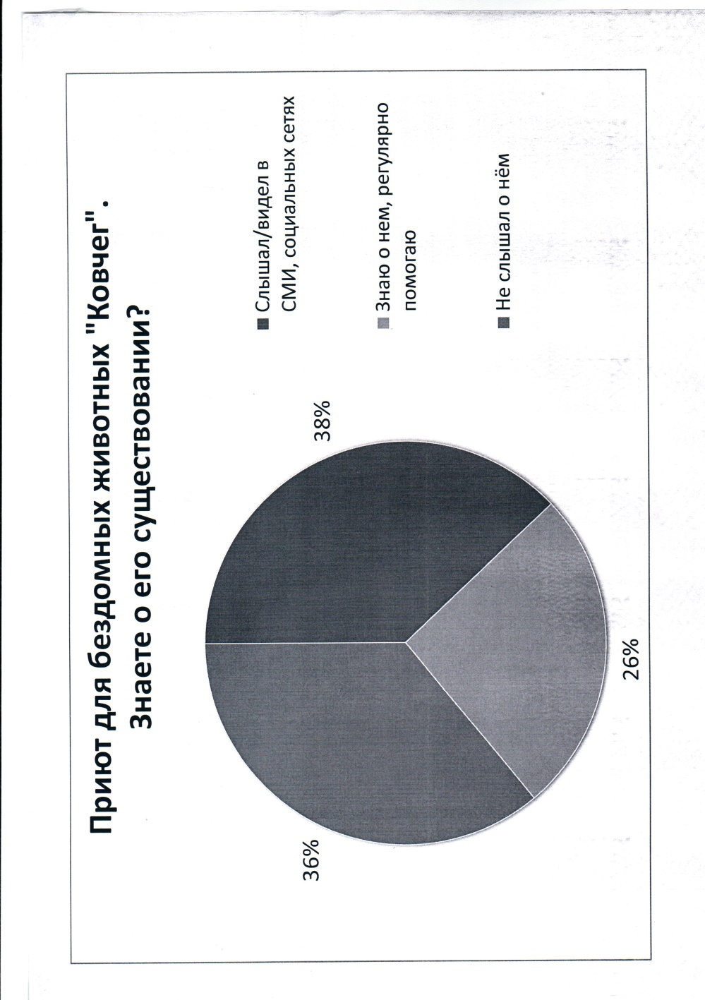 Приют для бездомных животных "Ковчег".
Знаете о его существовании?
38%
36%
26%
Слышал/видел в
СМИ, социальных сетях
Знаю о нем, регулярно
помогаю
Не слышал о нём